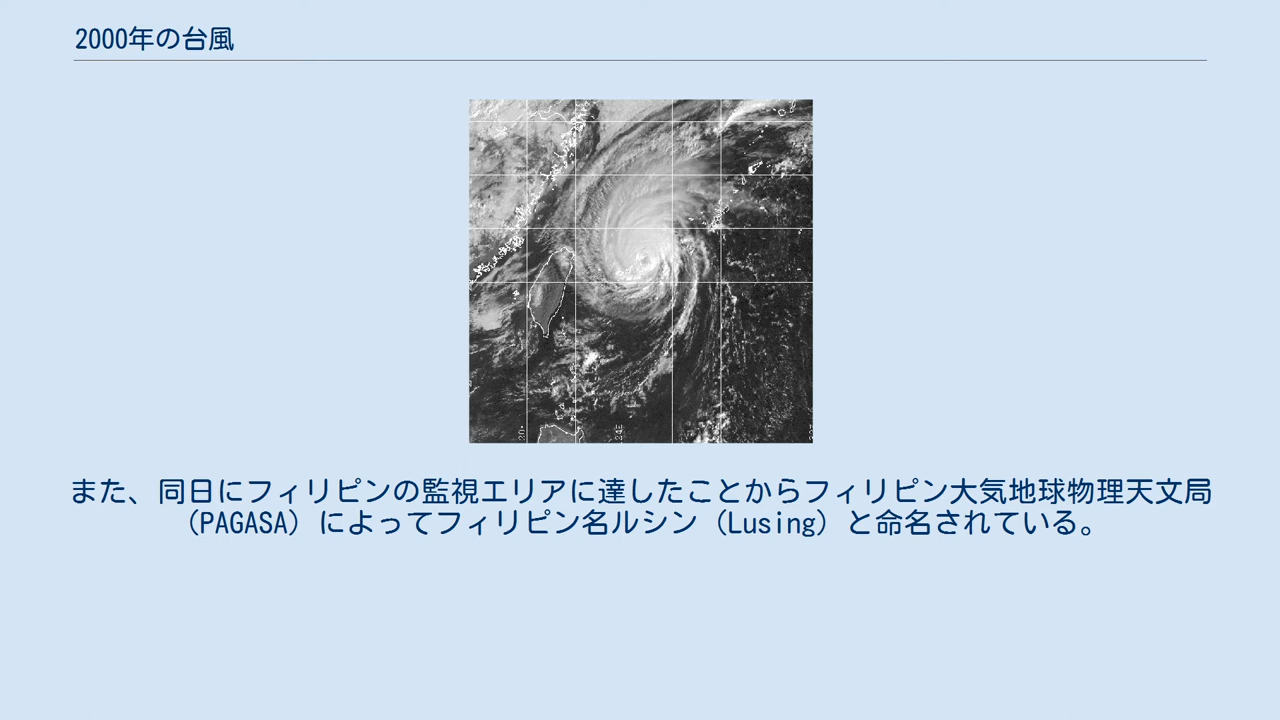 2000年の台風
また、同日にフィリピンの監視エリアに達したことからフィリピン大気地球物理天文局
（PAGASA）によってフィリピン名ルシン（Lusing）と命名されている。